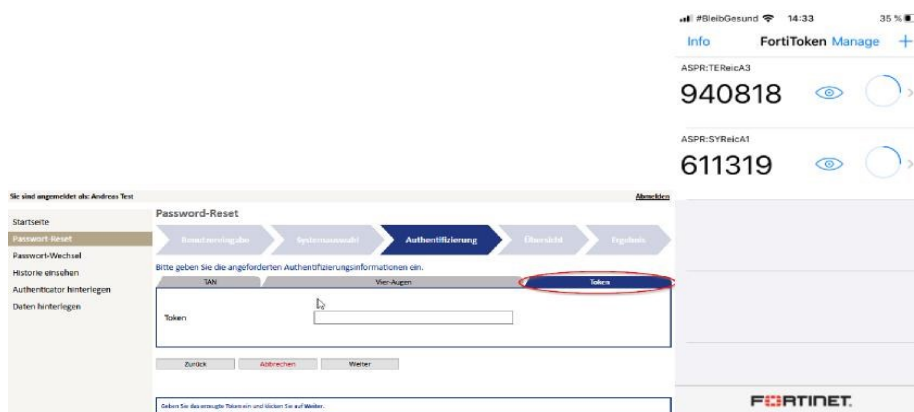 #BleibGesund 14:33 35 %
Info FortiToken Manage +
ASPR:TEReicA3
940818
ASPR:SYReicA1
611319
FORTINET.
Sie sind angemeldet als: Andreas Test Abmelden
Startseite
Passwort-Reset
Passwort-Wechsel
Historie einsehen
Authenticator hinterlegen
Daten hinterlegen
Password-Reset
Benutzereingabe Systemauswahl Authentifizierung Übersicht Ergebnis
Bitte geben Sie die angeforderten Authentifizierungsinformationen ein.
TAN Vier-Augen Token
Token
Zurück Abbrechen Weiter
Geben Sie das erzeugte Token ein und klicken Sie auf Weiter.